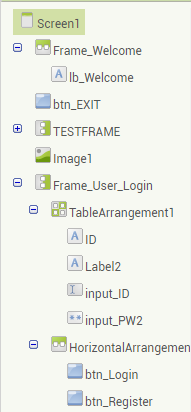 Screen1
Frame_Welcome
lb_Welcome
btn_EXIT
TESTFRAME
Image1
Frame_User_Login
TableArrangement1
ID
Label2
input_ID
input_PW2
HorizontalArrangemen
btn_Login
btn_Register